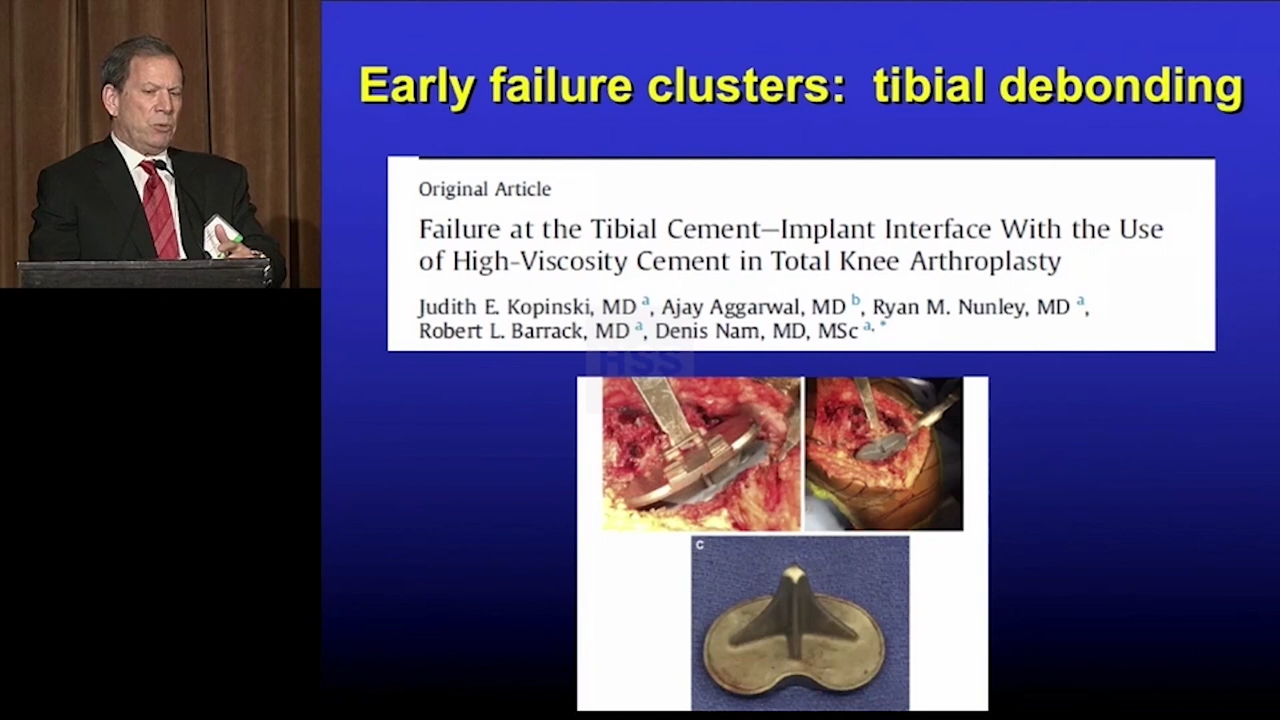 Early failure clusters:  tibial debonding
Original Article
Failure at the Tibial Cement—Implant Interface With the Use
of High-Viscosity Cement in Total Knee Arthroplasty
Judith E. Kopinski, MD a, Ajay Aggarwal, MD b, Ryan M. Nunley, MD a,
Robert L. Barrack, MD a, Denis Nam, MD, MSc a, *
HSS
C